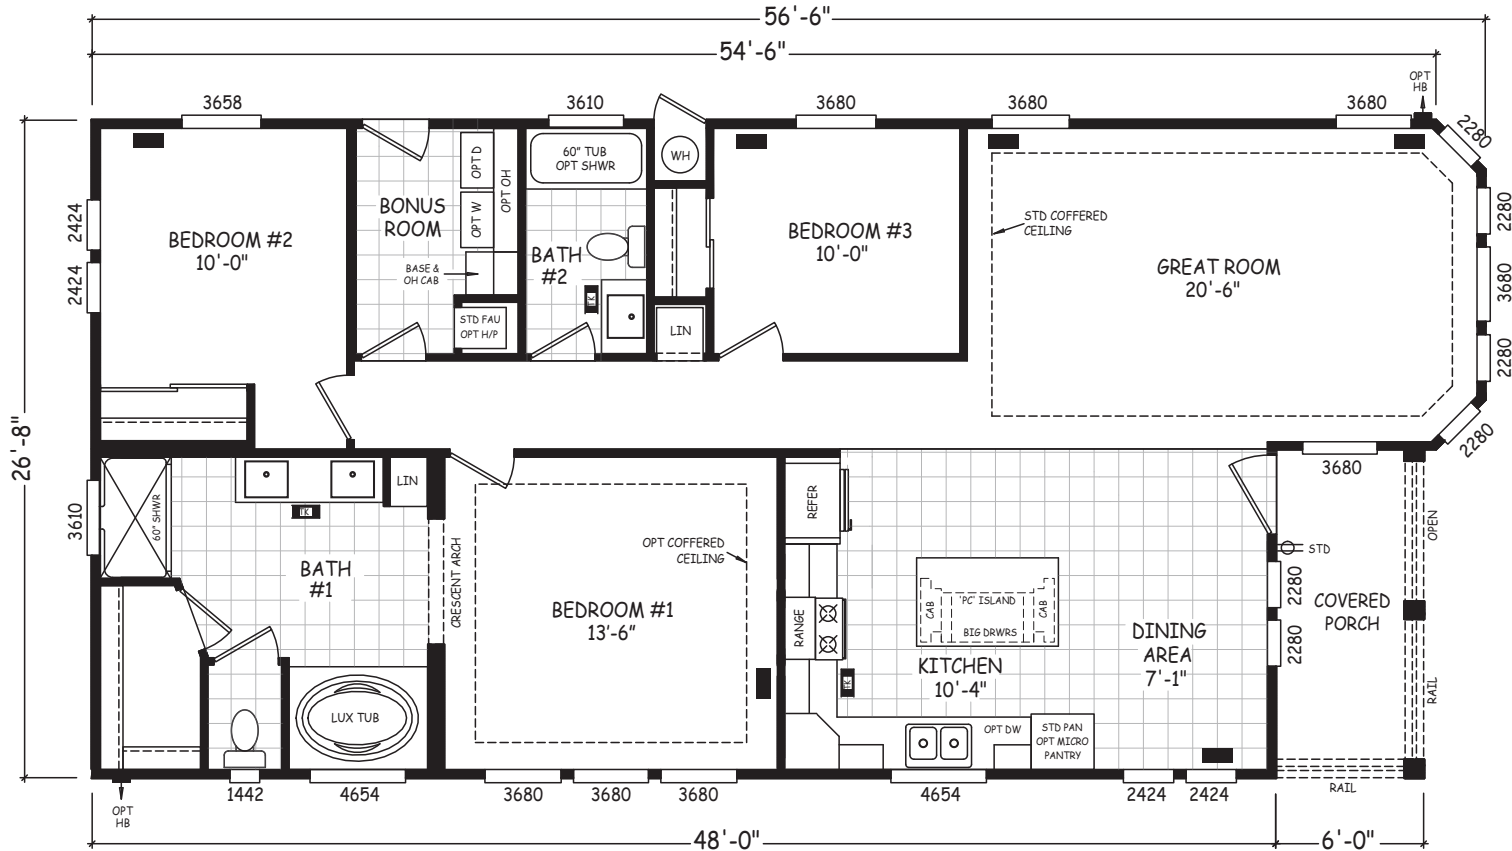 56'-6"
54'-6"
OPT
HB
3658
3610
3680
3680
3680
2280
60" TUB
OPT SHWR
WH
OPT D
OPT OH
OPT W
BONUS
ROOM
BASE &
OH CAB
STD FAU
OPT H/P
BATH
#2
TK
LIN
2424
2424
BEDROOM #2
10'-0"
BEDROOM #3
10'-0"
STD COFFERED
CEILING
GREAT ROOM
20'-6"
2280
3680
2280
2280
3680
26'-8"
3610
60" SHWR
LIN
TK
BATH
#1
CRESCENT ARCH
OPT COFFERED
CEILING
BEDROOM #1
13'-6"
REFER
RANGE
CAB
'PC' ISLAND
CAB
BIG DRWRS
KITCHEN
10'-4"
TK
DINING
AREA
7'-1"
STD
OPEN
2280
2280
COVERED
PORCH
RAIL
RAIL
LUX TUB
OPT DW
STD PAN
OPT MICRO
PANTRY
OPT
HB
1442
4654
3680
3680
3680
4654
2424
2424
48'-0"
6'-0"